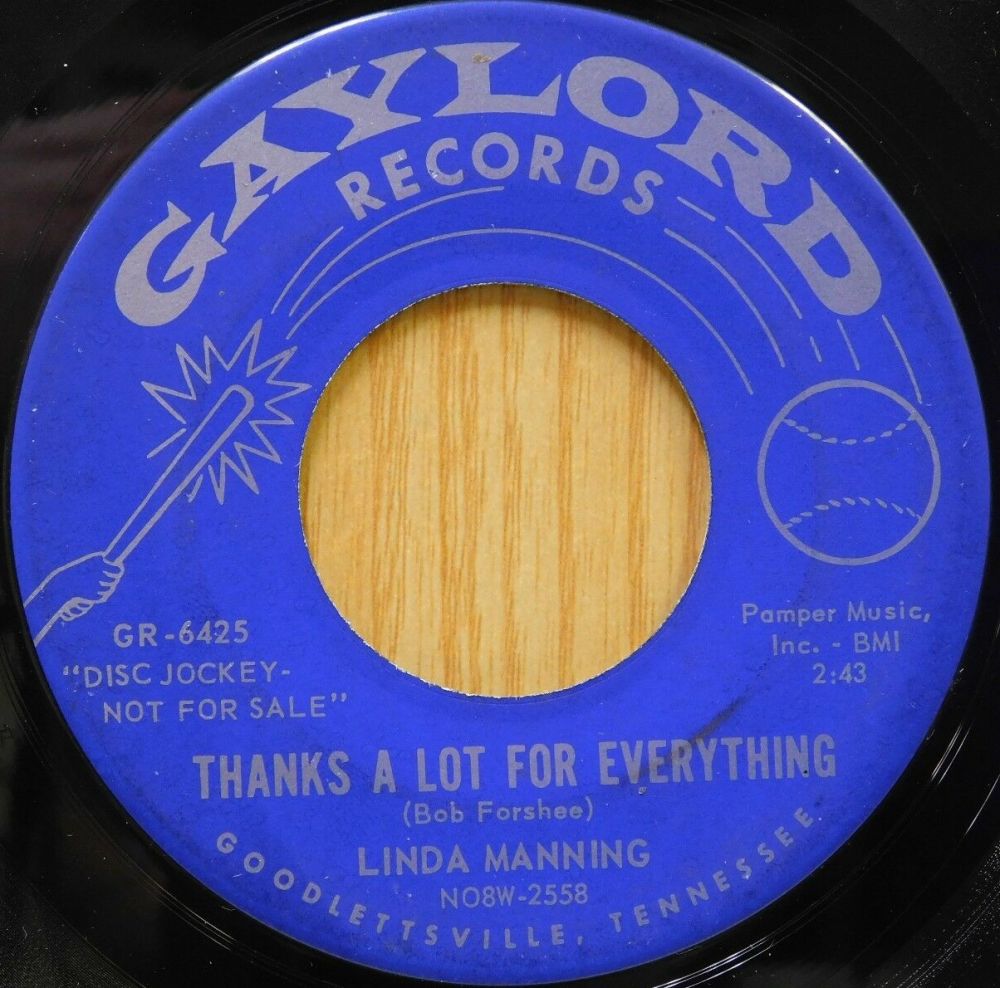 GAYLORD
RECORDS
GR-6425
"DISC JOCKEY-
NOT FOR SALE"
Pamper Music,
Inc. - BMI
2:43
THANKS A LOT FOR EVERYTHING
(Bob Forshee)
LINDA MANNING
NO8W-2558
GOODLETTSVILLE, TENNESSEE